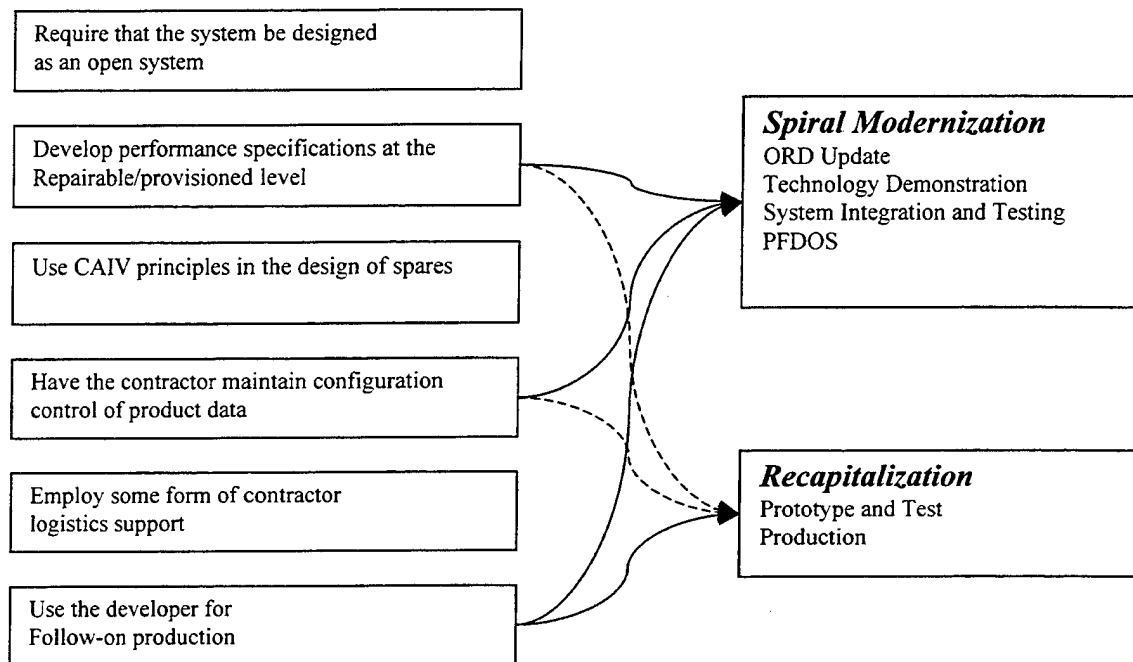 Require that the system be designed
as an open system
Develop performance specifications at the
Repairable/provisioned level
Use CAIV principles in the design of spares
Have the contractor maintain configuration
control of product data
Employ some form of contractor
logistics support
Use the developer for
Follow-on production
Spiral Modernization
ORD Update
Technology Demonstration
System Integration and Testing
PFDOS
Recapitalization
Prototype and Test
Production